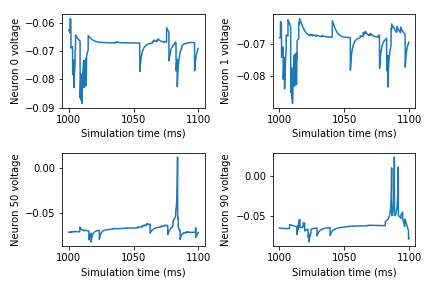 Neuron 0 voltage
−0.06
−0.07
−0.08
−0.09
1000
1050
1100
Simulation time (ms)
Neuron 1 voltage
−0.07
−0.08
1000
1050
1100
Simulation time (ms)
Neuron 50 voltage
0.00
−0.05
1000
1050
1100
Simulation time (ms)
Neuron 90 voltage
0.00
−0.05
1000
1050
1100
Simulation time (ms)